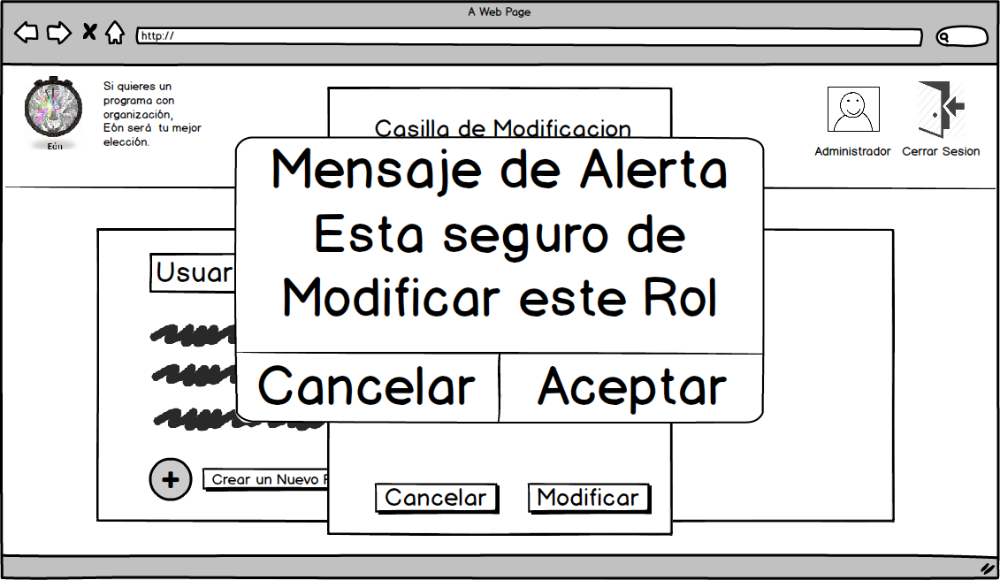 A Web Page
http://
Si quieres un
programa con
organización,
Eón será tu mejor
elección.
Eón
Administrador
Cerrar Sesion
Casilla de Modificacion
Mensaje de Alerta
Esta seguro de
Modificar este Rol
Cancelar
Aceptar
Usuar
Crear un Nuevo
Cancelar
Modificar